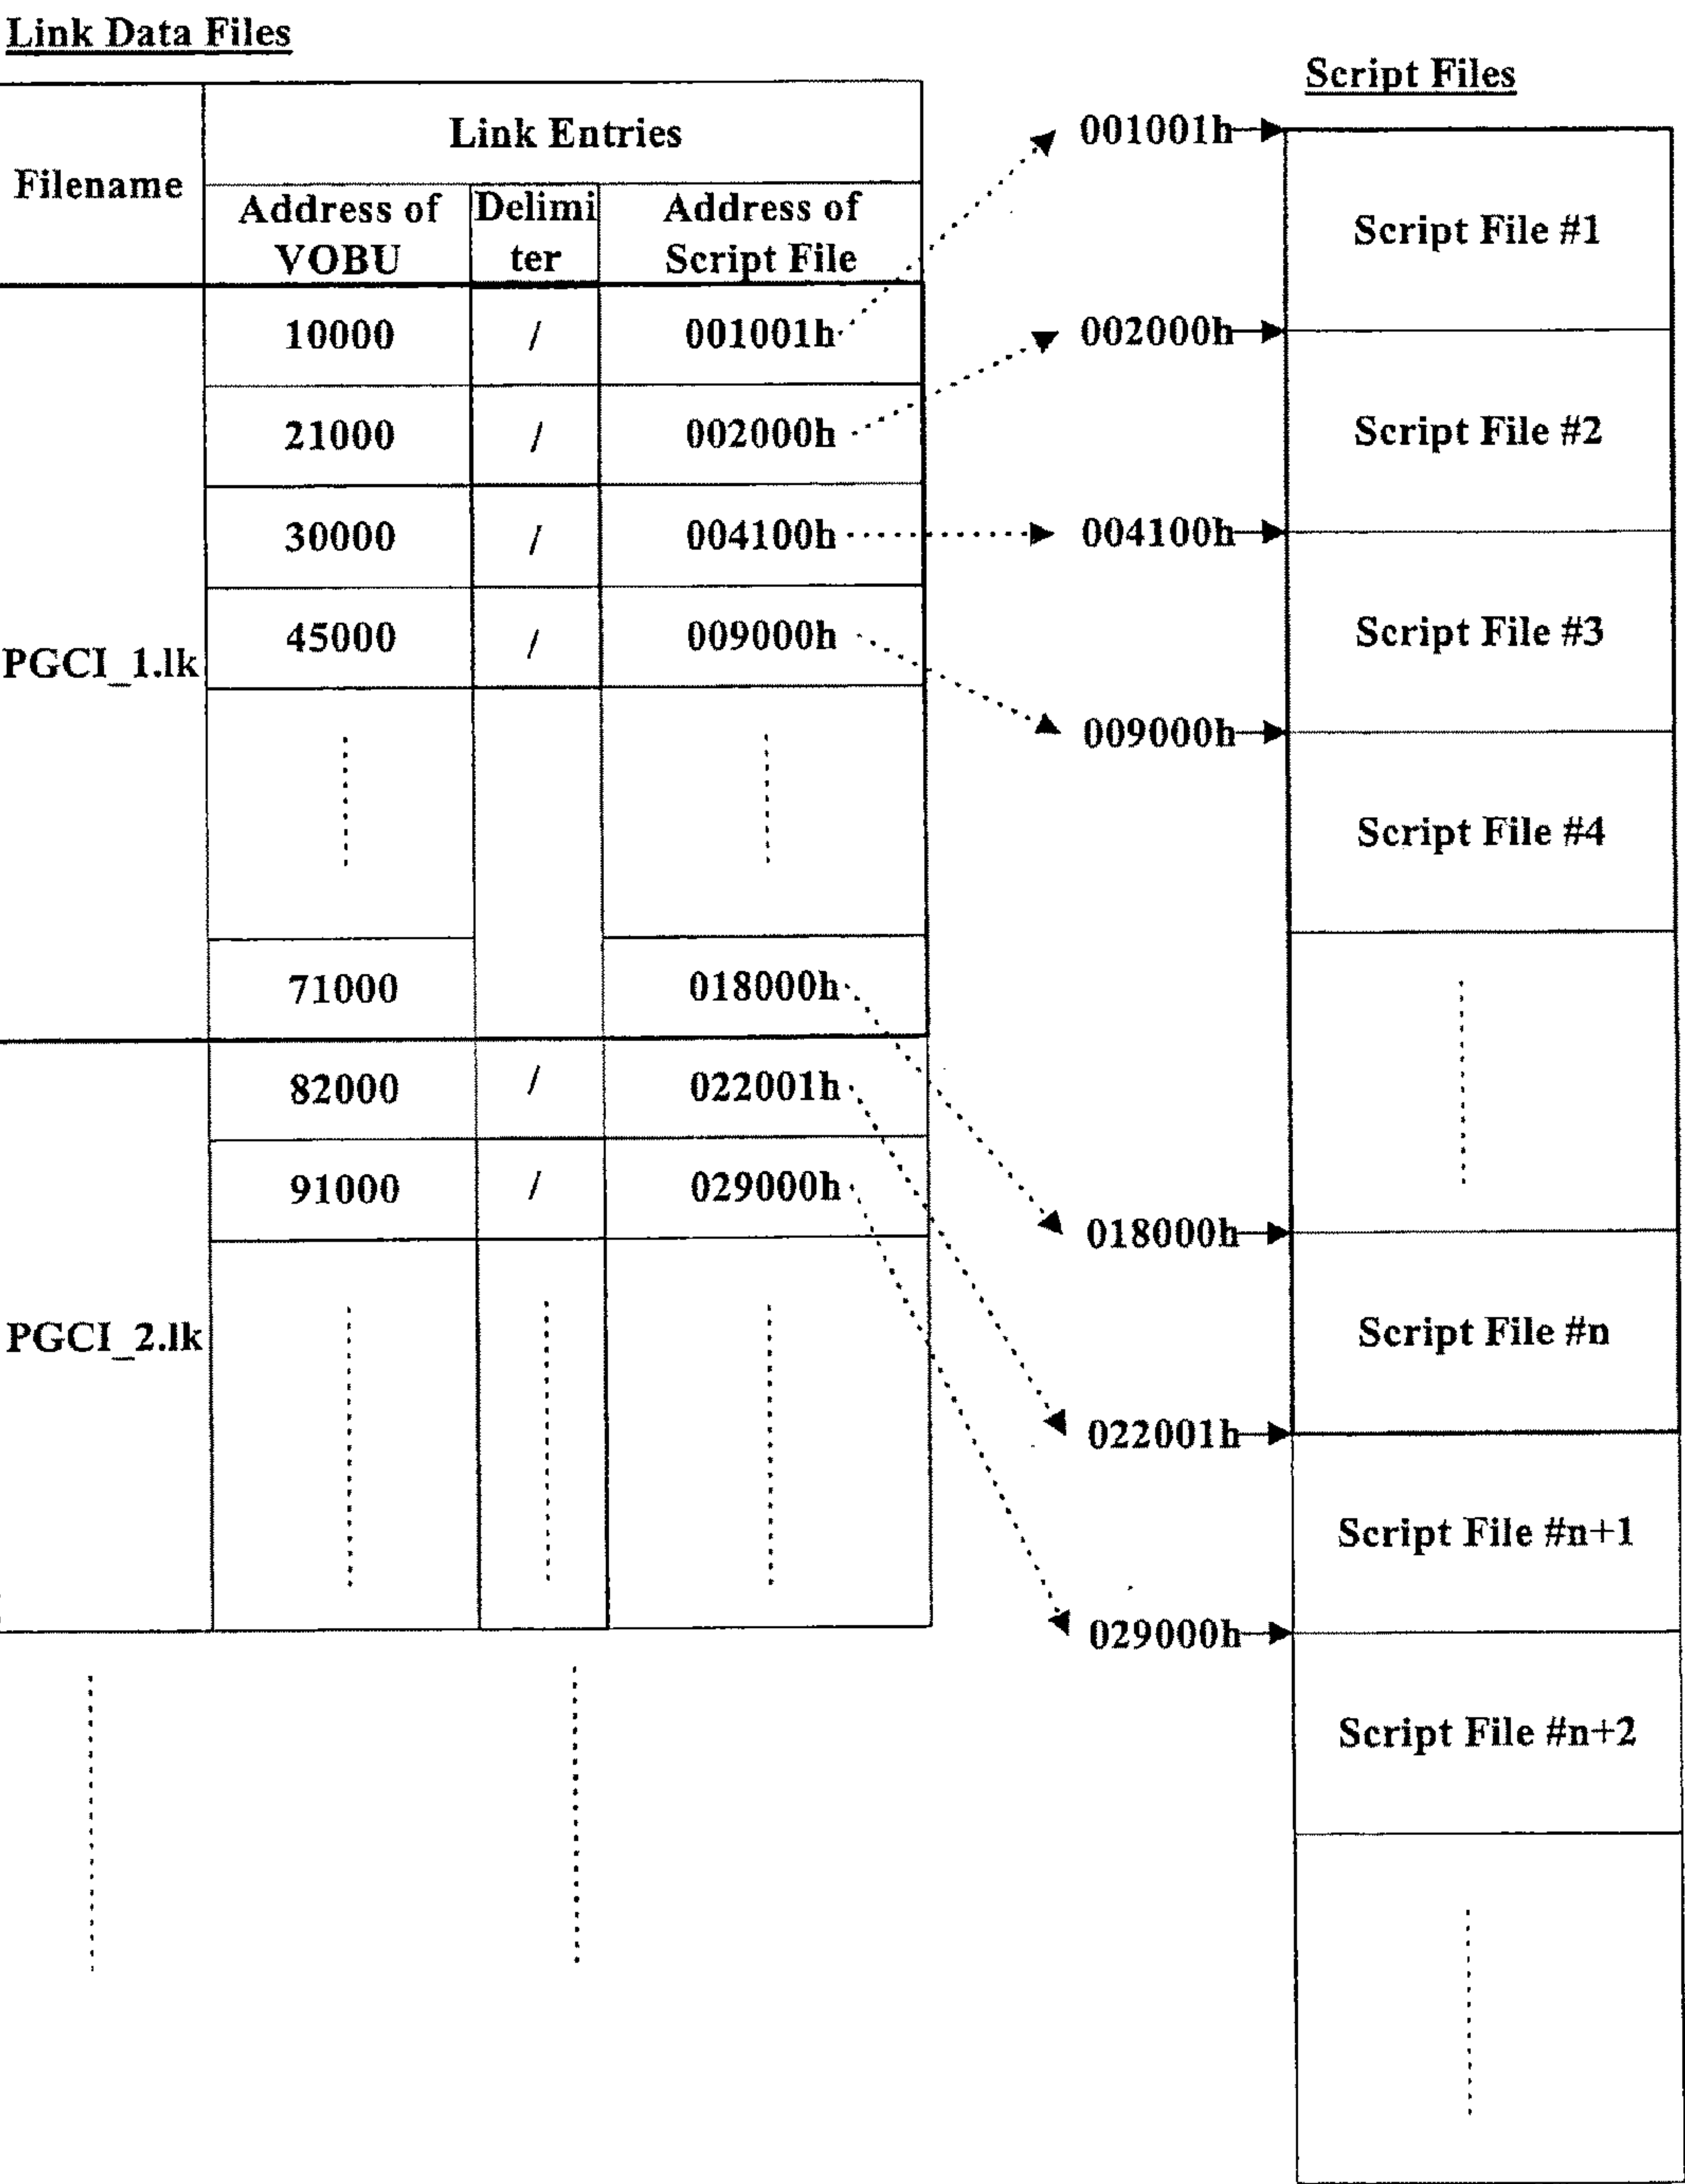 Link Data Files
Filename
Link Entries
Address of
VOBU
Delimi
ter
Address of
Script File
PGCI_1.lk
10000 / 001001h
21000 / 002000h
30000 / 004100h
45000 / 009000h
71000 018000h
PGCI_2.lk
82000 / 022001h
91000 / 029000h
Script Files
001001h
Script File #1
002000h
Script File #2
004100h
Script File #3
009000h
Script File #4
018000h
Script File #n
022001h
Script File #n+1
029000h
Script File #n+2